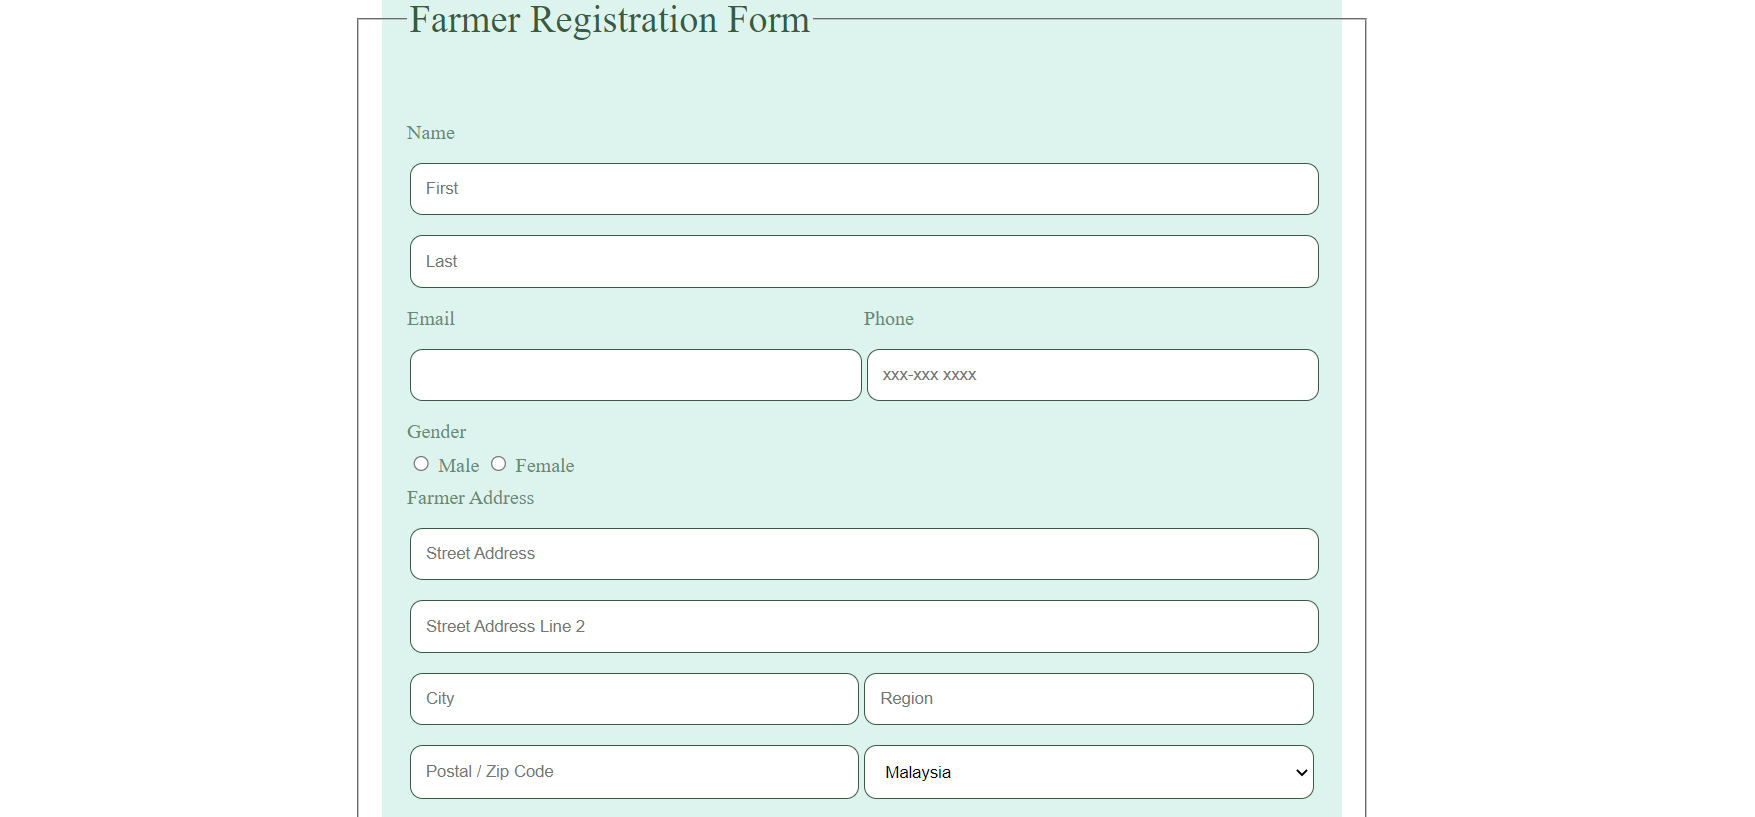 Farmer Registration Form
Name
First
Last
Email Phone
xxx-xxx xxxx
Gender
Male Female
Farmer Address
Street Address
Street Address Line 2
City Region
Postal / Zip Code Malaysia